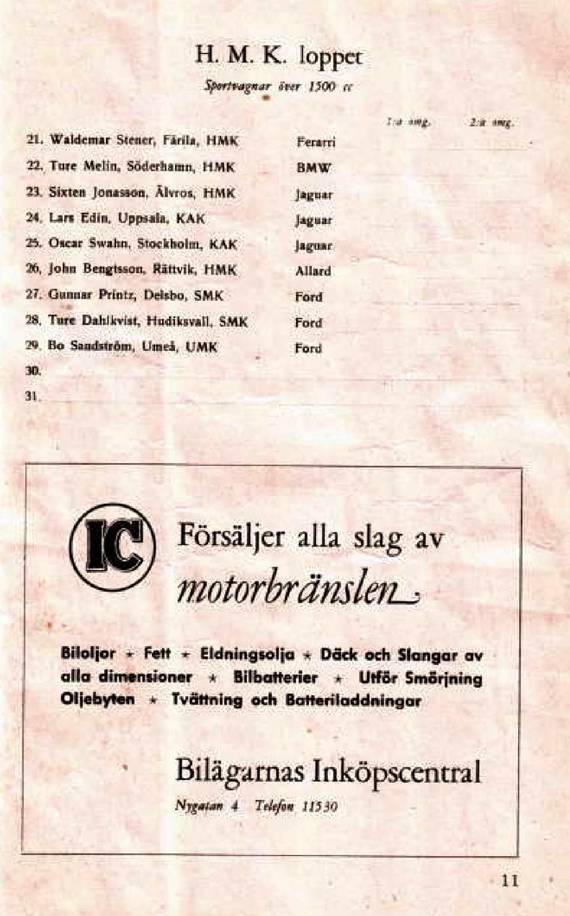 H. M. K. loppet
Sportvagnar över 1500 cc
1:a omg. 2:a omg.
21. Waldemar Stener, Färila, HMK Ferarri
22. Ture Melin, Söderhamn, HMK BMW
23. Sixten Jonasson, Älvros, HMK Jaguar
24. Lars Edin, Uppsala, KAK Jaguar
25. Oscar Swahn, Stockholm, KAK Jaguar
26. John Bengtsson, Rättvik, HMK Allard
27. Gunnar Printz, Delsbo, SMK Ford
28. Ture Dahlkvist, Hudiksvall, SMK Ford
29. Bo Sandström, Umeå, UMK Ford
30.
31.
IC
Försäljer alla slag av
motorbränslen
Biloljor ★ Fett ★ Eldningsolja ★ Däck och Slangar av
alla dimensioner ★ Bilbatterier ★ Utför Smörjning
Oljebyten ★ Tvättning och Batteriladdningar
Bilägarnas Inköpscentral
Nygatan 4 Telefon 11530
11